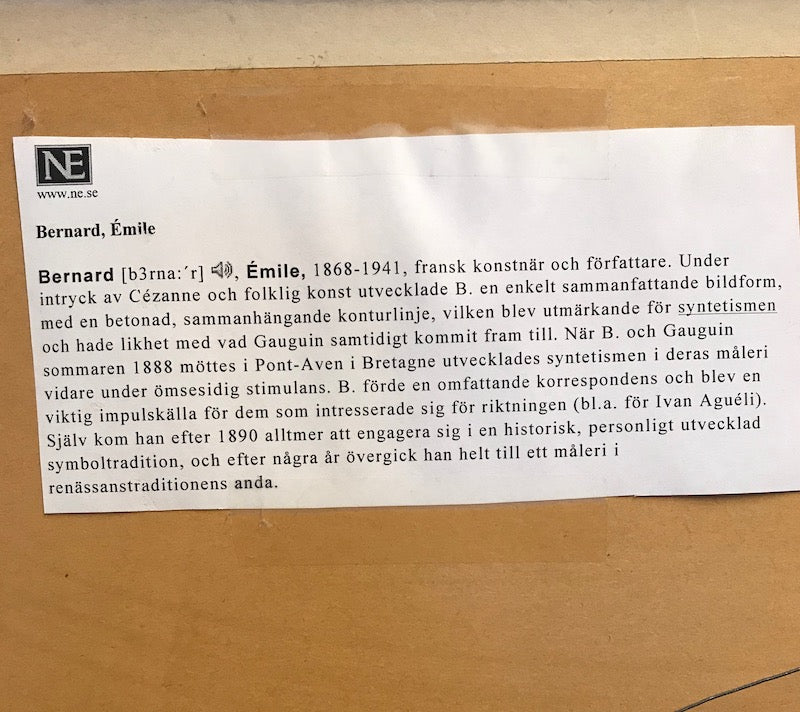 NE
www.ne.se
Bernard, Émile
Bernard [b3rna:´r] , Émile, 1868-1941, fransk konstnär och författare. Under
intryck av Cézanne och folklig konst utvecklade B. en enkelt sammanfattande bildform,
med en betonad, sammanhängande konturlinje, vilken blev utmärkande för syntetismen
och hade likhet med vad Gauguin samtidigt kommit fram till. När B. och Gauguin
sommaren 1888 möttes i Pont-Aven i Bretagne utvecklades syntetismen i deras måleri
vidare under ömsesidig stimulans. B. förde en omfattande korrespondens och blev en
viktig impulskälla för dem som intresserade sig för riktningen (bl.a. för Ivan Aguéli).
Själv kom han efter 1890 alltmer att engagera sig i en historisk, personligt utvecklad
symboltradition, och efter några år övergick han helt till ett måleri i
renässanstraditionens anda.